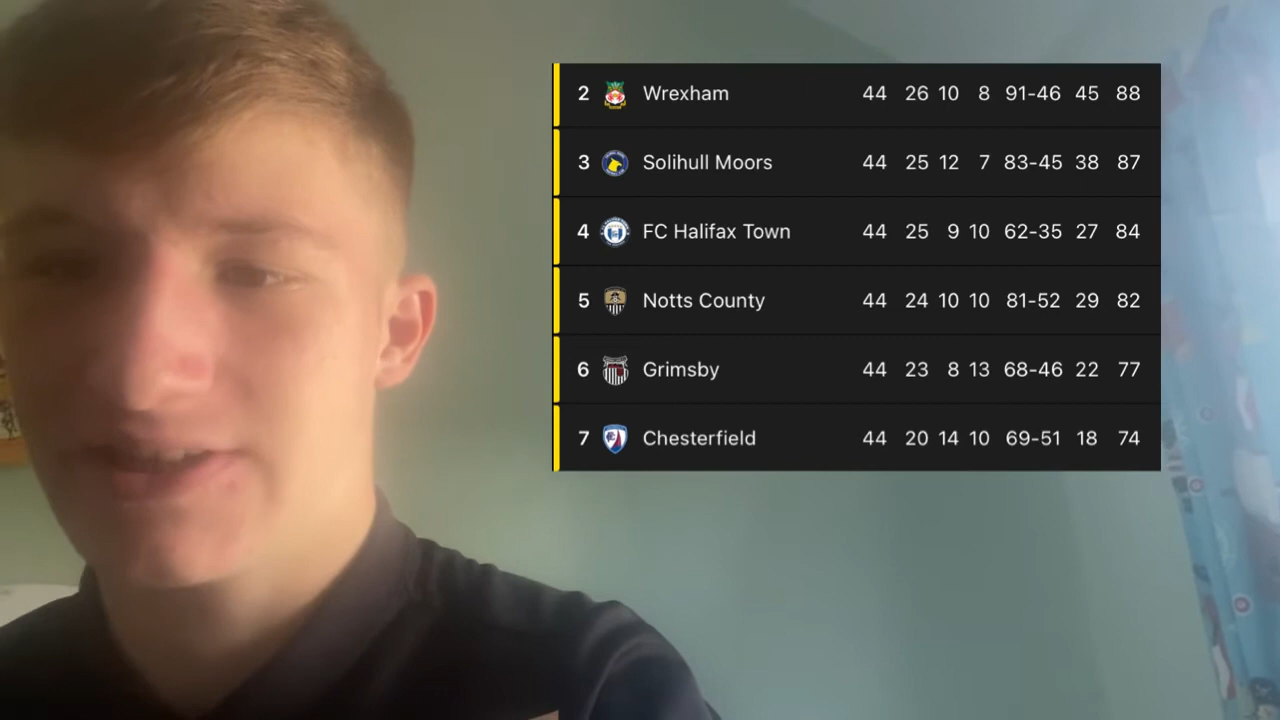 2 Wrexham 44 26 10 8 91-46 45 88
3 Solihull Moors 44 25 12 7 83-45 38 87
4 FC Halifax Town 44 25 9 10 62-35 27 84
5 Notts County 44 24 10 10 81-52 29 82
6 Grimsby 44 23 8 13 68-46 22 77
7 Chesterfield 44 20 14 10 69-51 18 74